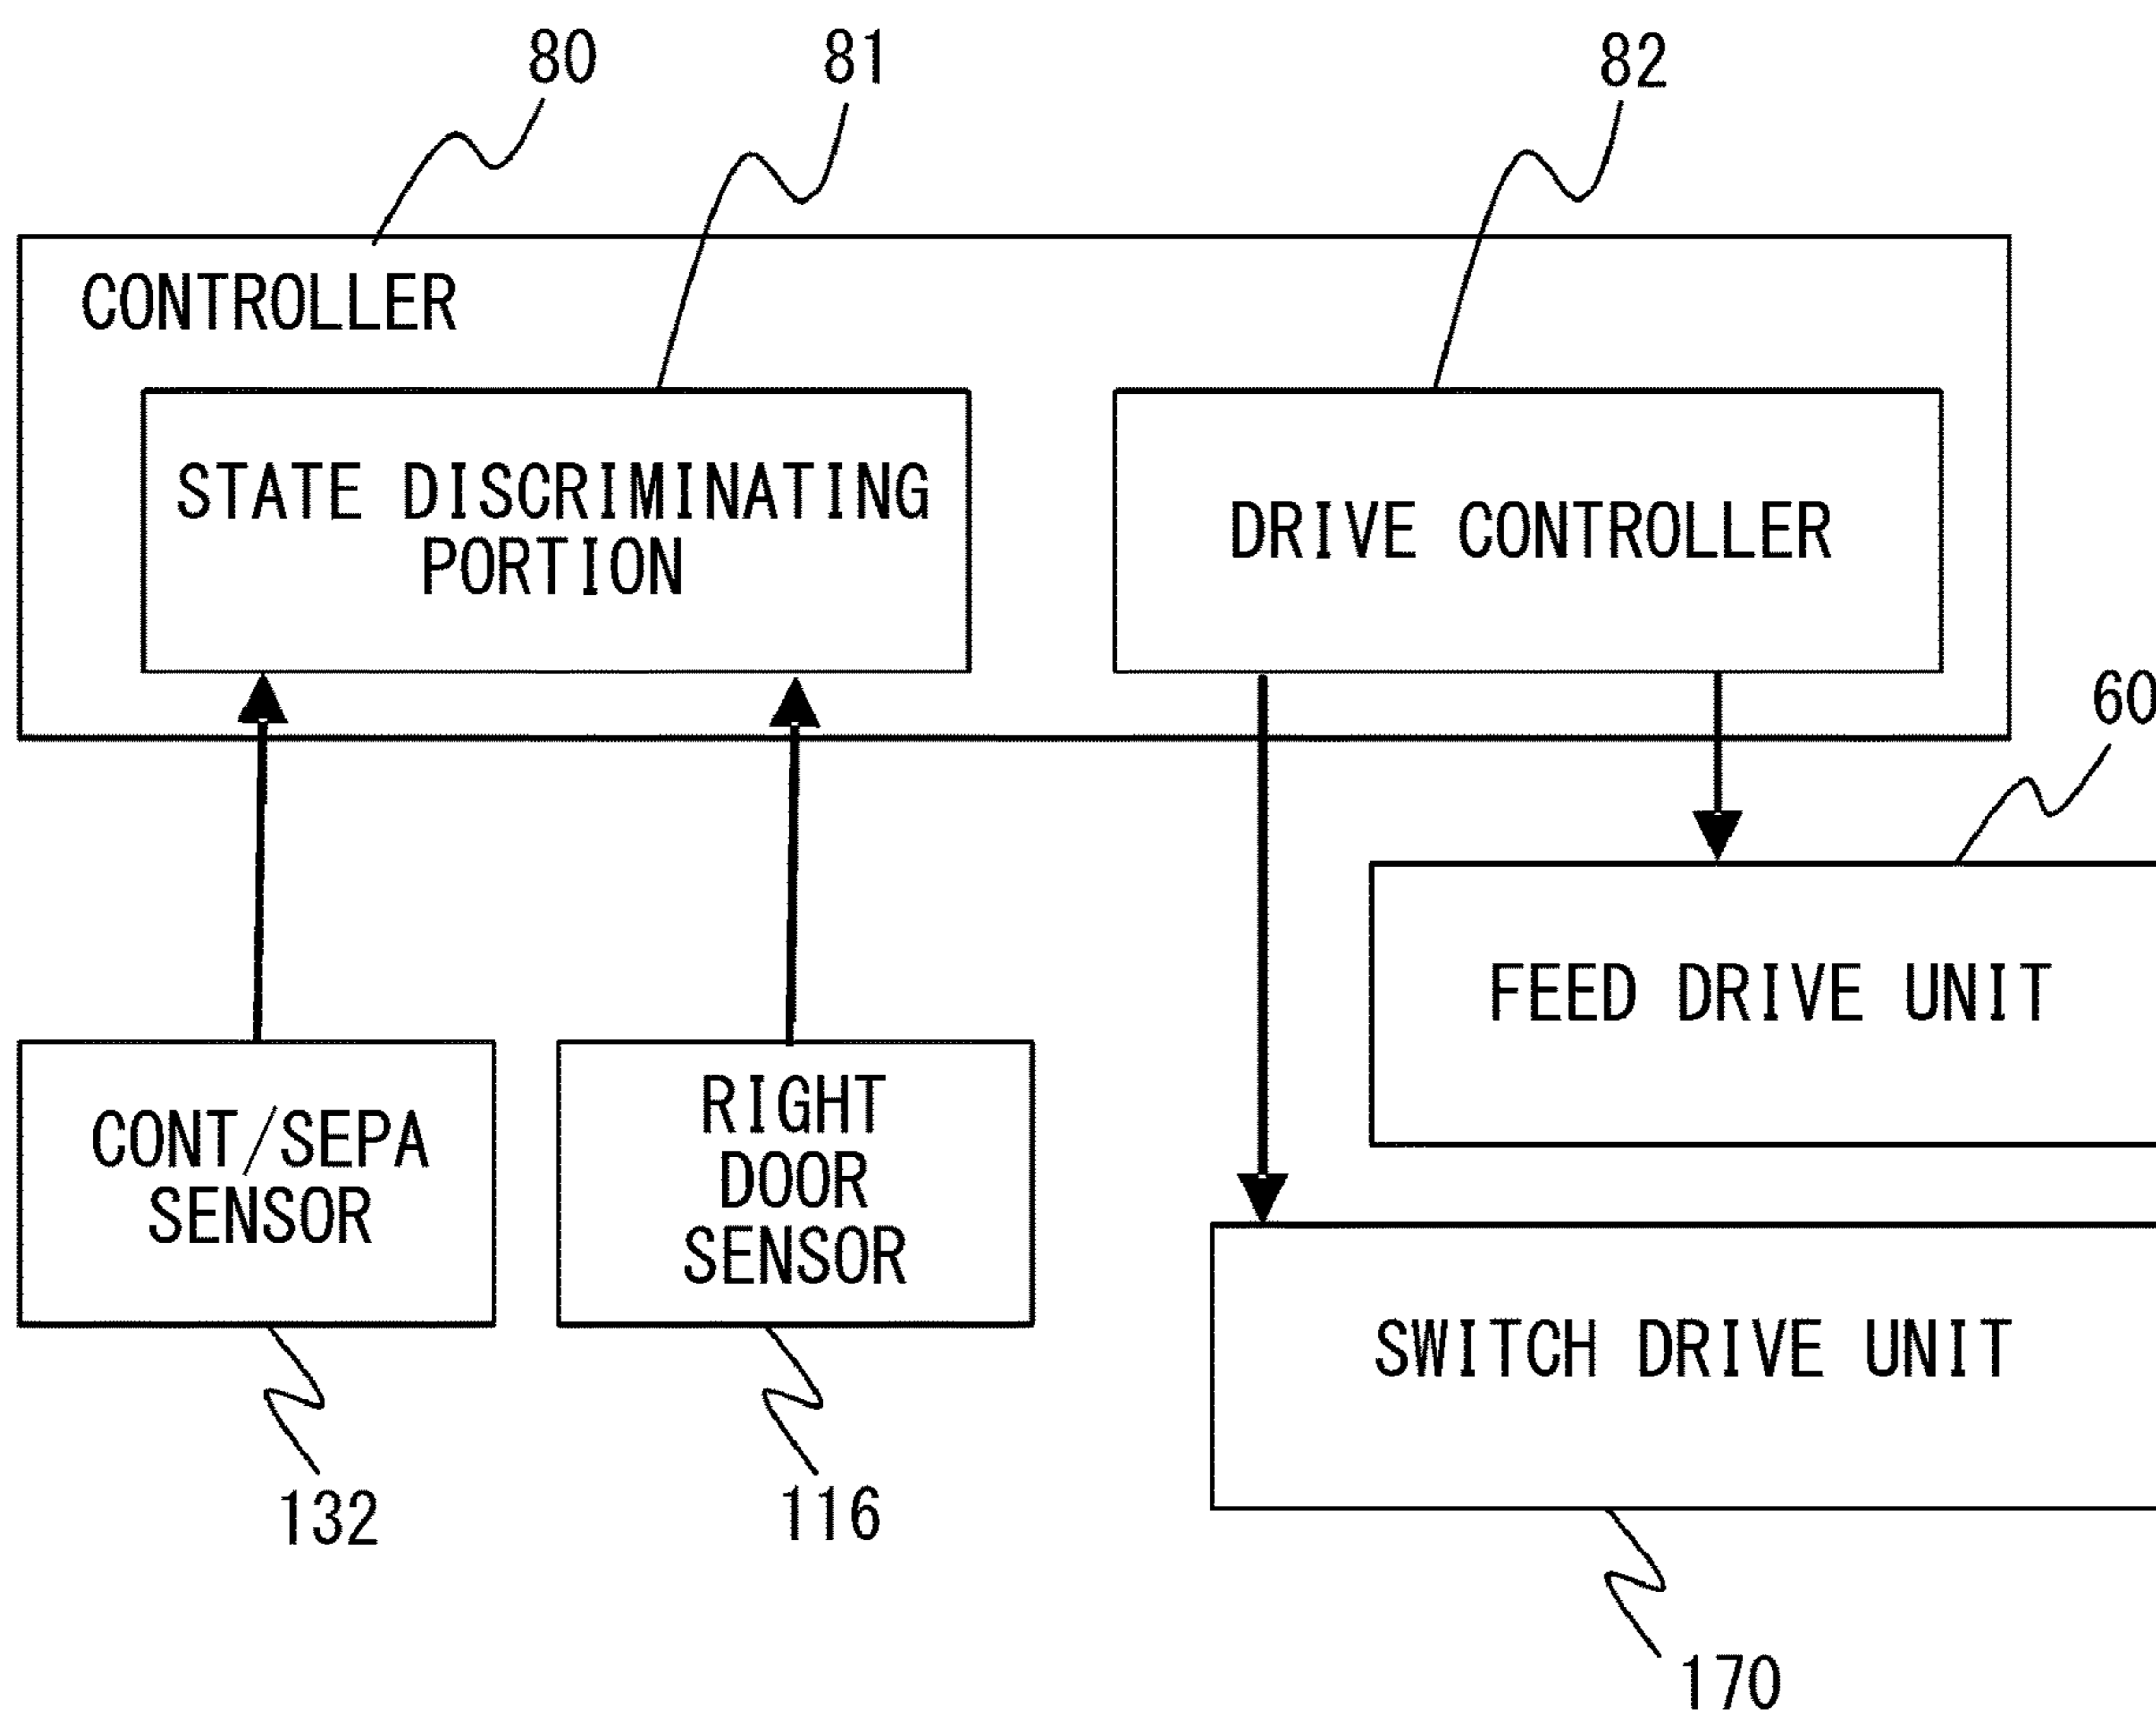 80
81
82
CONTROLLER
STATE DISCRIMINATING
PORTION
DRIVE CONTROLLER
60
FEED DRIVE UNIT
CONT/SEPA
SENSOR
RIGHT
DOOR
SENSOR
SWITCH DRIVE UNIT
132
116
170